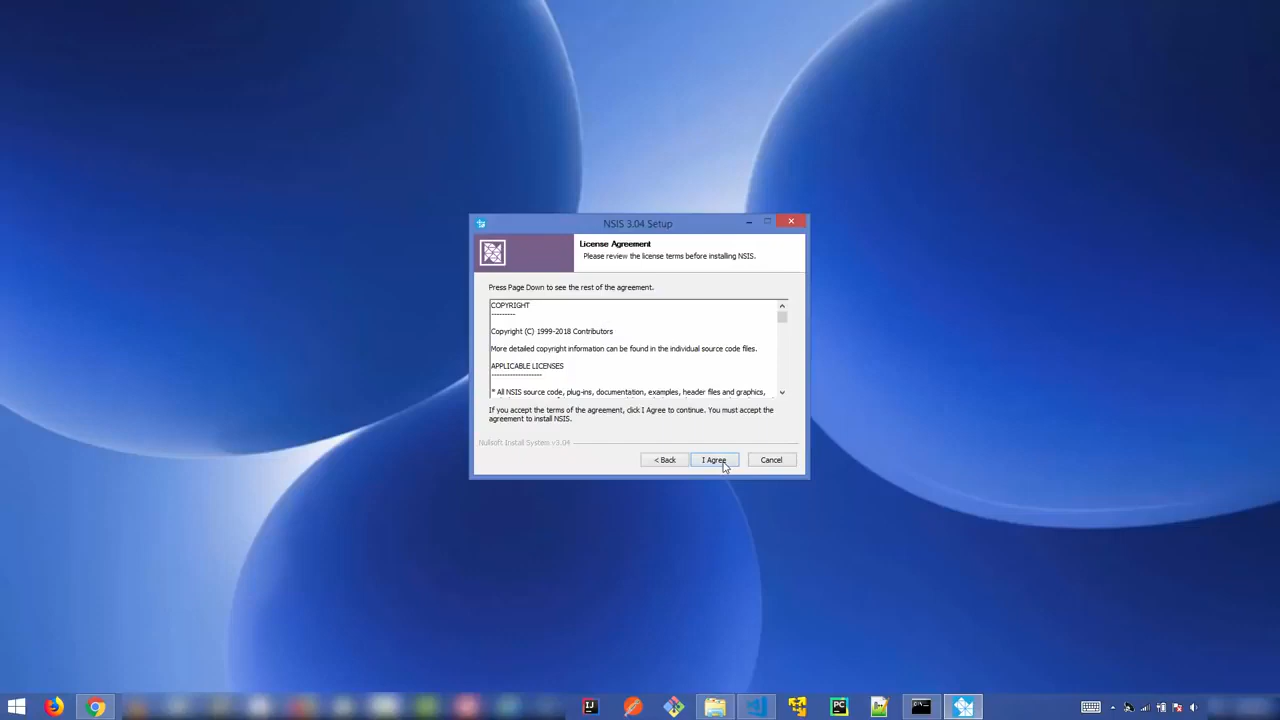 NSIS 3.04 Setup
License Agreement
Please review the license terms before installing NSIS.
Press Page Down to see the rest of the agreement.
COPYRIGHT
---------
Copyright (C) 1999-2018 Contributors
More detailed copyright information can be found in the individual source code files.
APPLICABLE LICENSES
-------------------
* All NSIS source code, plug-ins, documentation, examples, header files and graphics,
If you accept the terms of the agreement, click I Agree to continue. You must accept the
agreement to install NSIS.
Nullsoft Install System v3.04
< Back
I Agree
Cancel
IJ
PC